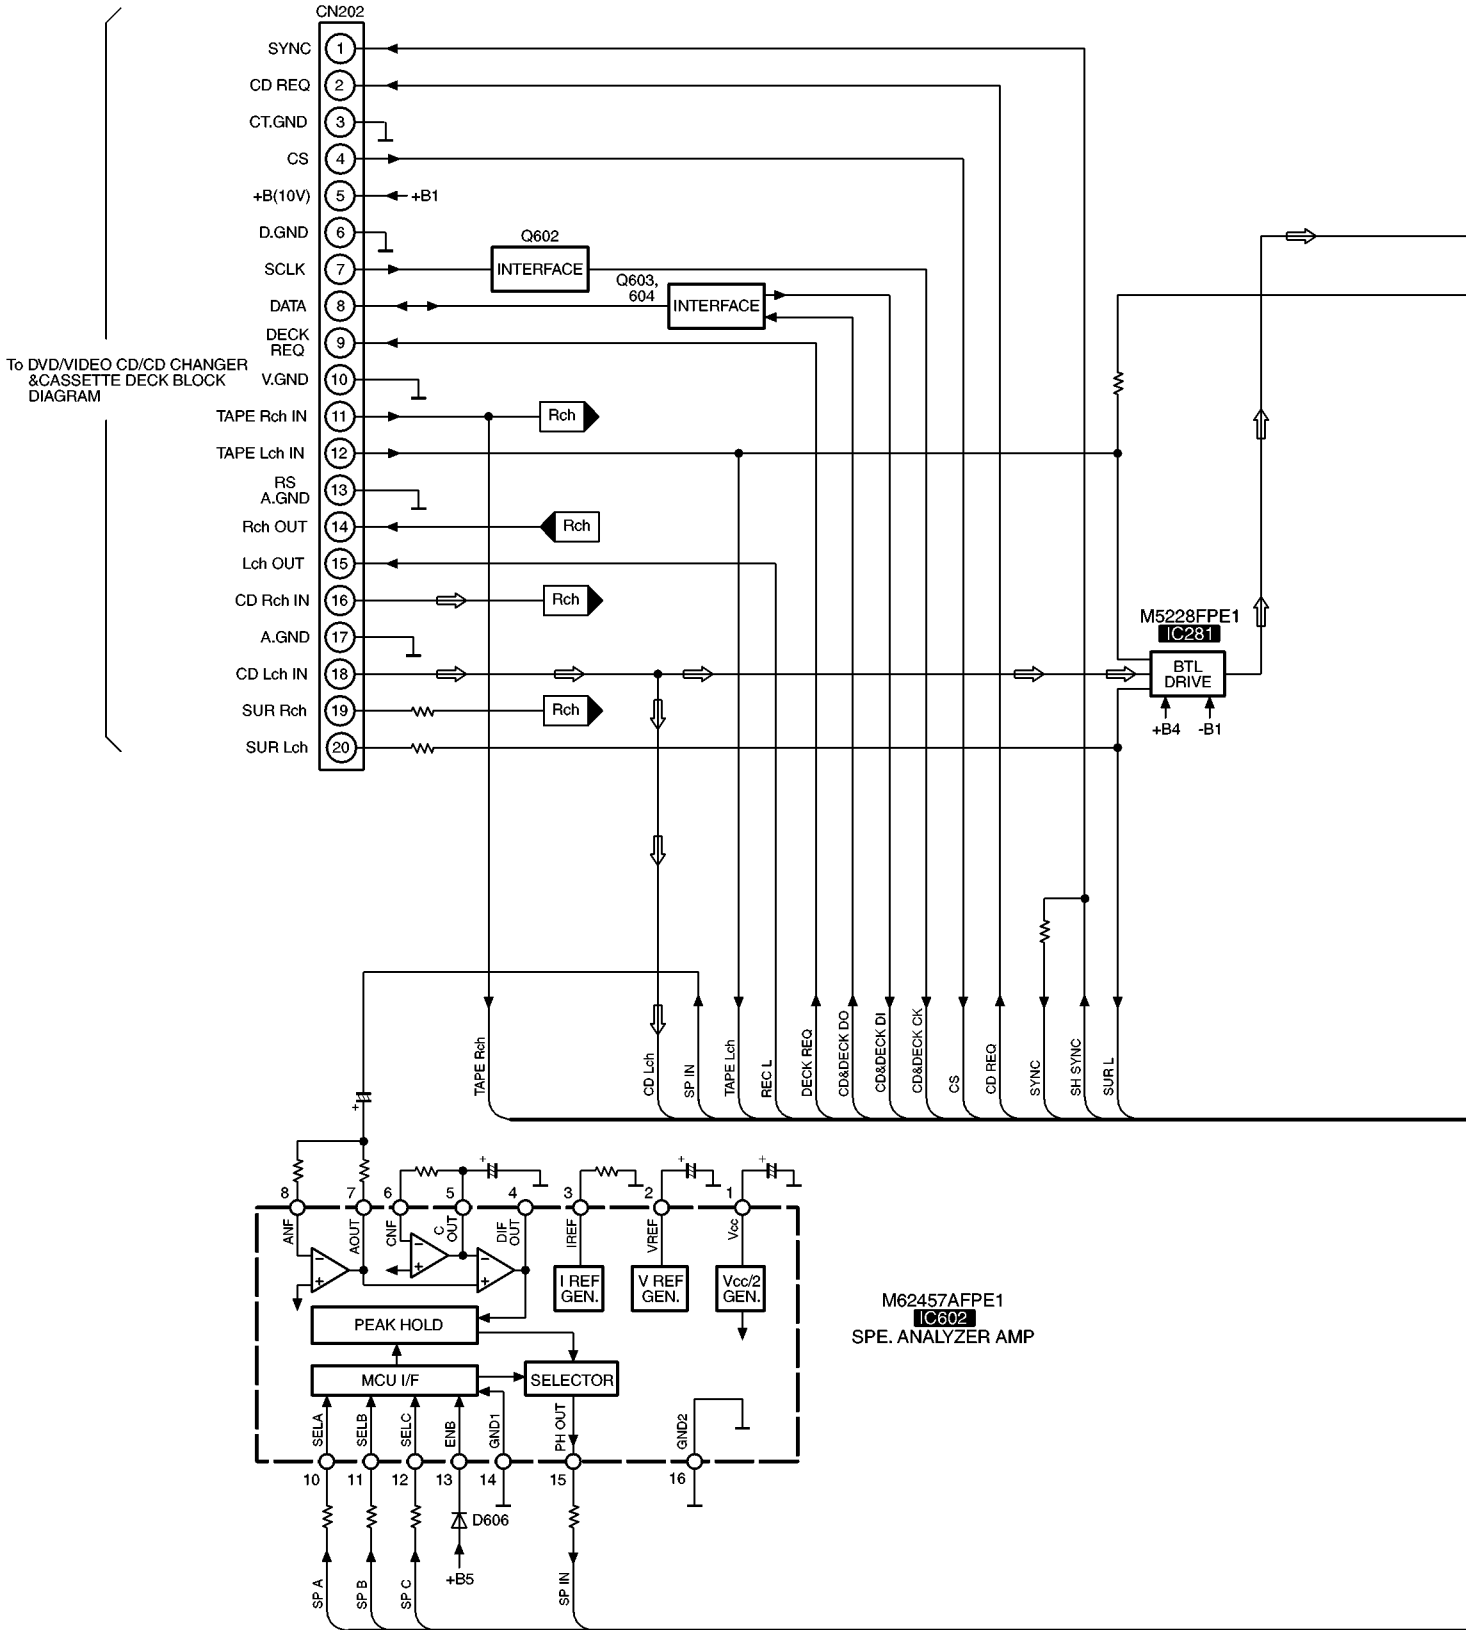 CN202
SYNC 1
CD REQ 2
CT.GND 3
CS 4
+B(10V) 5 +B1
D.GND 6
Q602
SCLK 7 INTERFACE
Q603,
604
DATA 8 INTERFACE
DECK
REQ 9
To DVD/VIDEO CD/CD CHANGER
&CASSETTE DECK BLOCK
DIAGRAM
V.GND 10
TAPE Rch IN 11 Rch
TAPE Lch IN 12
RS
A.GND 13
Rch OUT 14 Rch
Lch OUT 15
CD Rch IN 16 Rch
A.GND 17
CD Lch IN 18
SUR Rch 19 Rch
SUR Lch 20
M5228FPE1
IC281
BTL
DRIVE
+B4 -B1
TAPE Rch
CD Lch
SP IN
TAPE Lch
REC L
DECK REQ
CD&DECK DO
CD&DECK DI
CD&DECK CK
CS
CD REQ
SYNC
SH SYNC
SUR L
+
+ + +
8 7 6 5 4 3 2 1
ANF
AOUT
CNF
C
OUT
DIF
OUT
IREF
VREF
Vcc
−
+
−
+
−
+
I REF
GEN.
V REF
GEN.
Vcc/2
GEN.
PEAK HOLD
MCU I/F
SELECTOR
M62457AFPE1
IC602
SPE. ANALYZER AMP
SELA
SELB
SELC
ENB
GND1
PH OUT
GND2
10 11 12 13 14 15 16
D606
+B5
SP A
SP B
SP C
SP IN